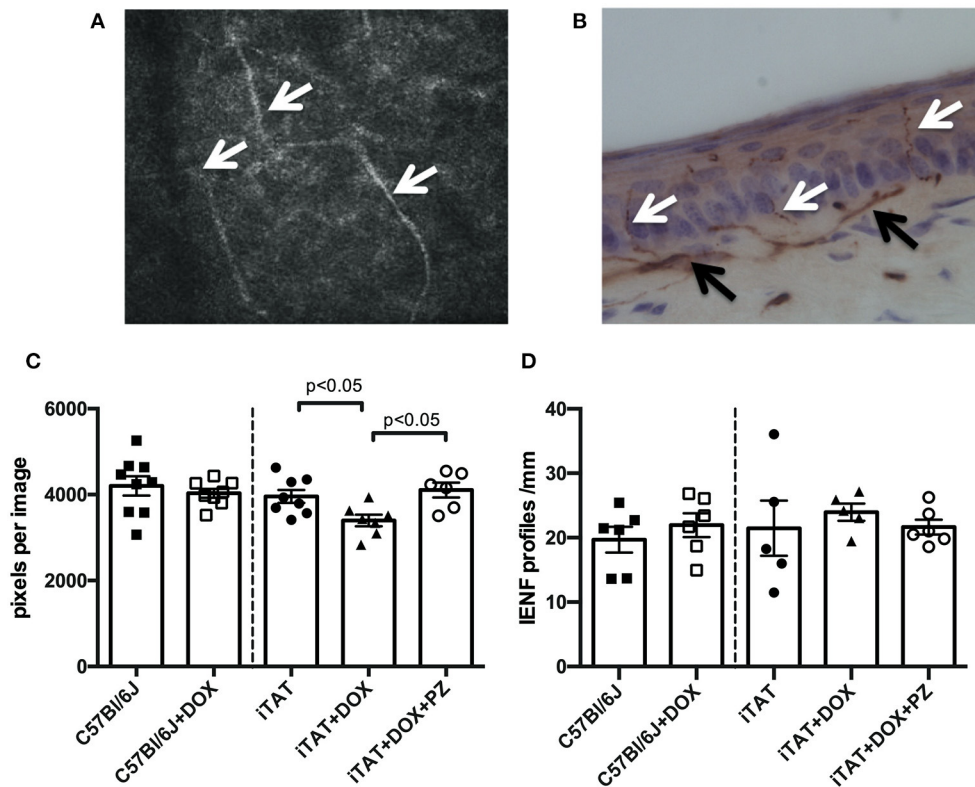 A
B
C
pixels per image
6000
4000
2000
0
p<0.05
p<0.05
C57Bl/6J
C57Bl/6J+DOX
iTAT
iTAT+DOX
iTAT+DOX+PZ
D
IENF profiles /mm
40
30
20
10
0
C57Bl/6J
C57Bl/6J+DOX
iTAT
iTAT+DOX
iTAT+DOX+PZ